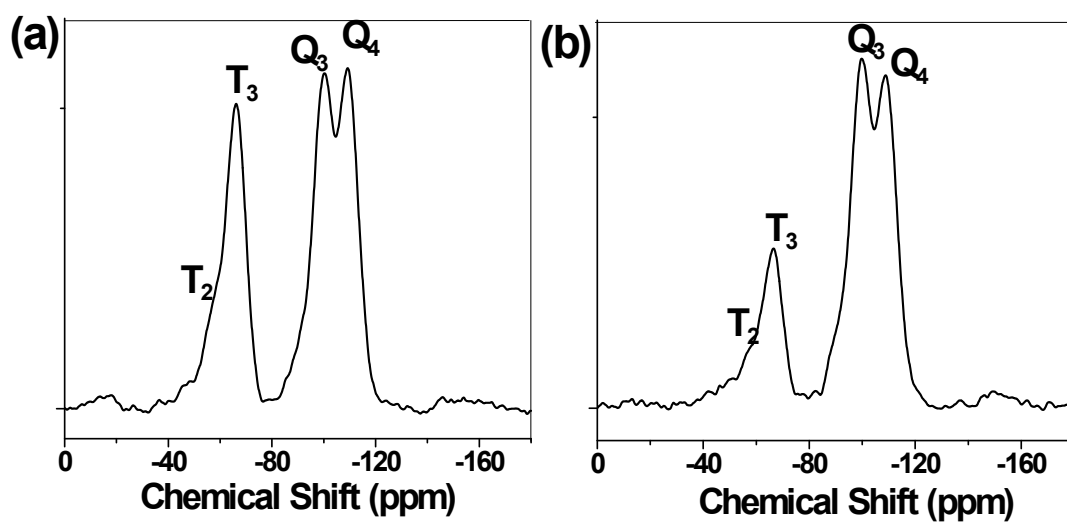 (a)
T2
T3
Q3
Q4
0
-40
-80
-120
-160
Chemical Shift (ppm)
(b)
T2
T3
Q3
Q4
0
-40
-80
-120
-160
Chemical Shift (ppm)